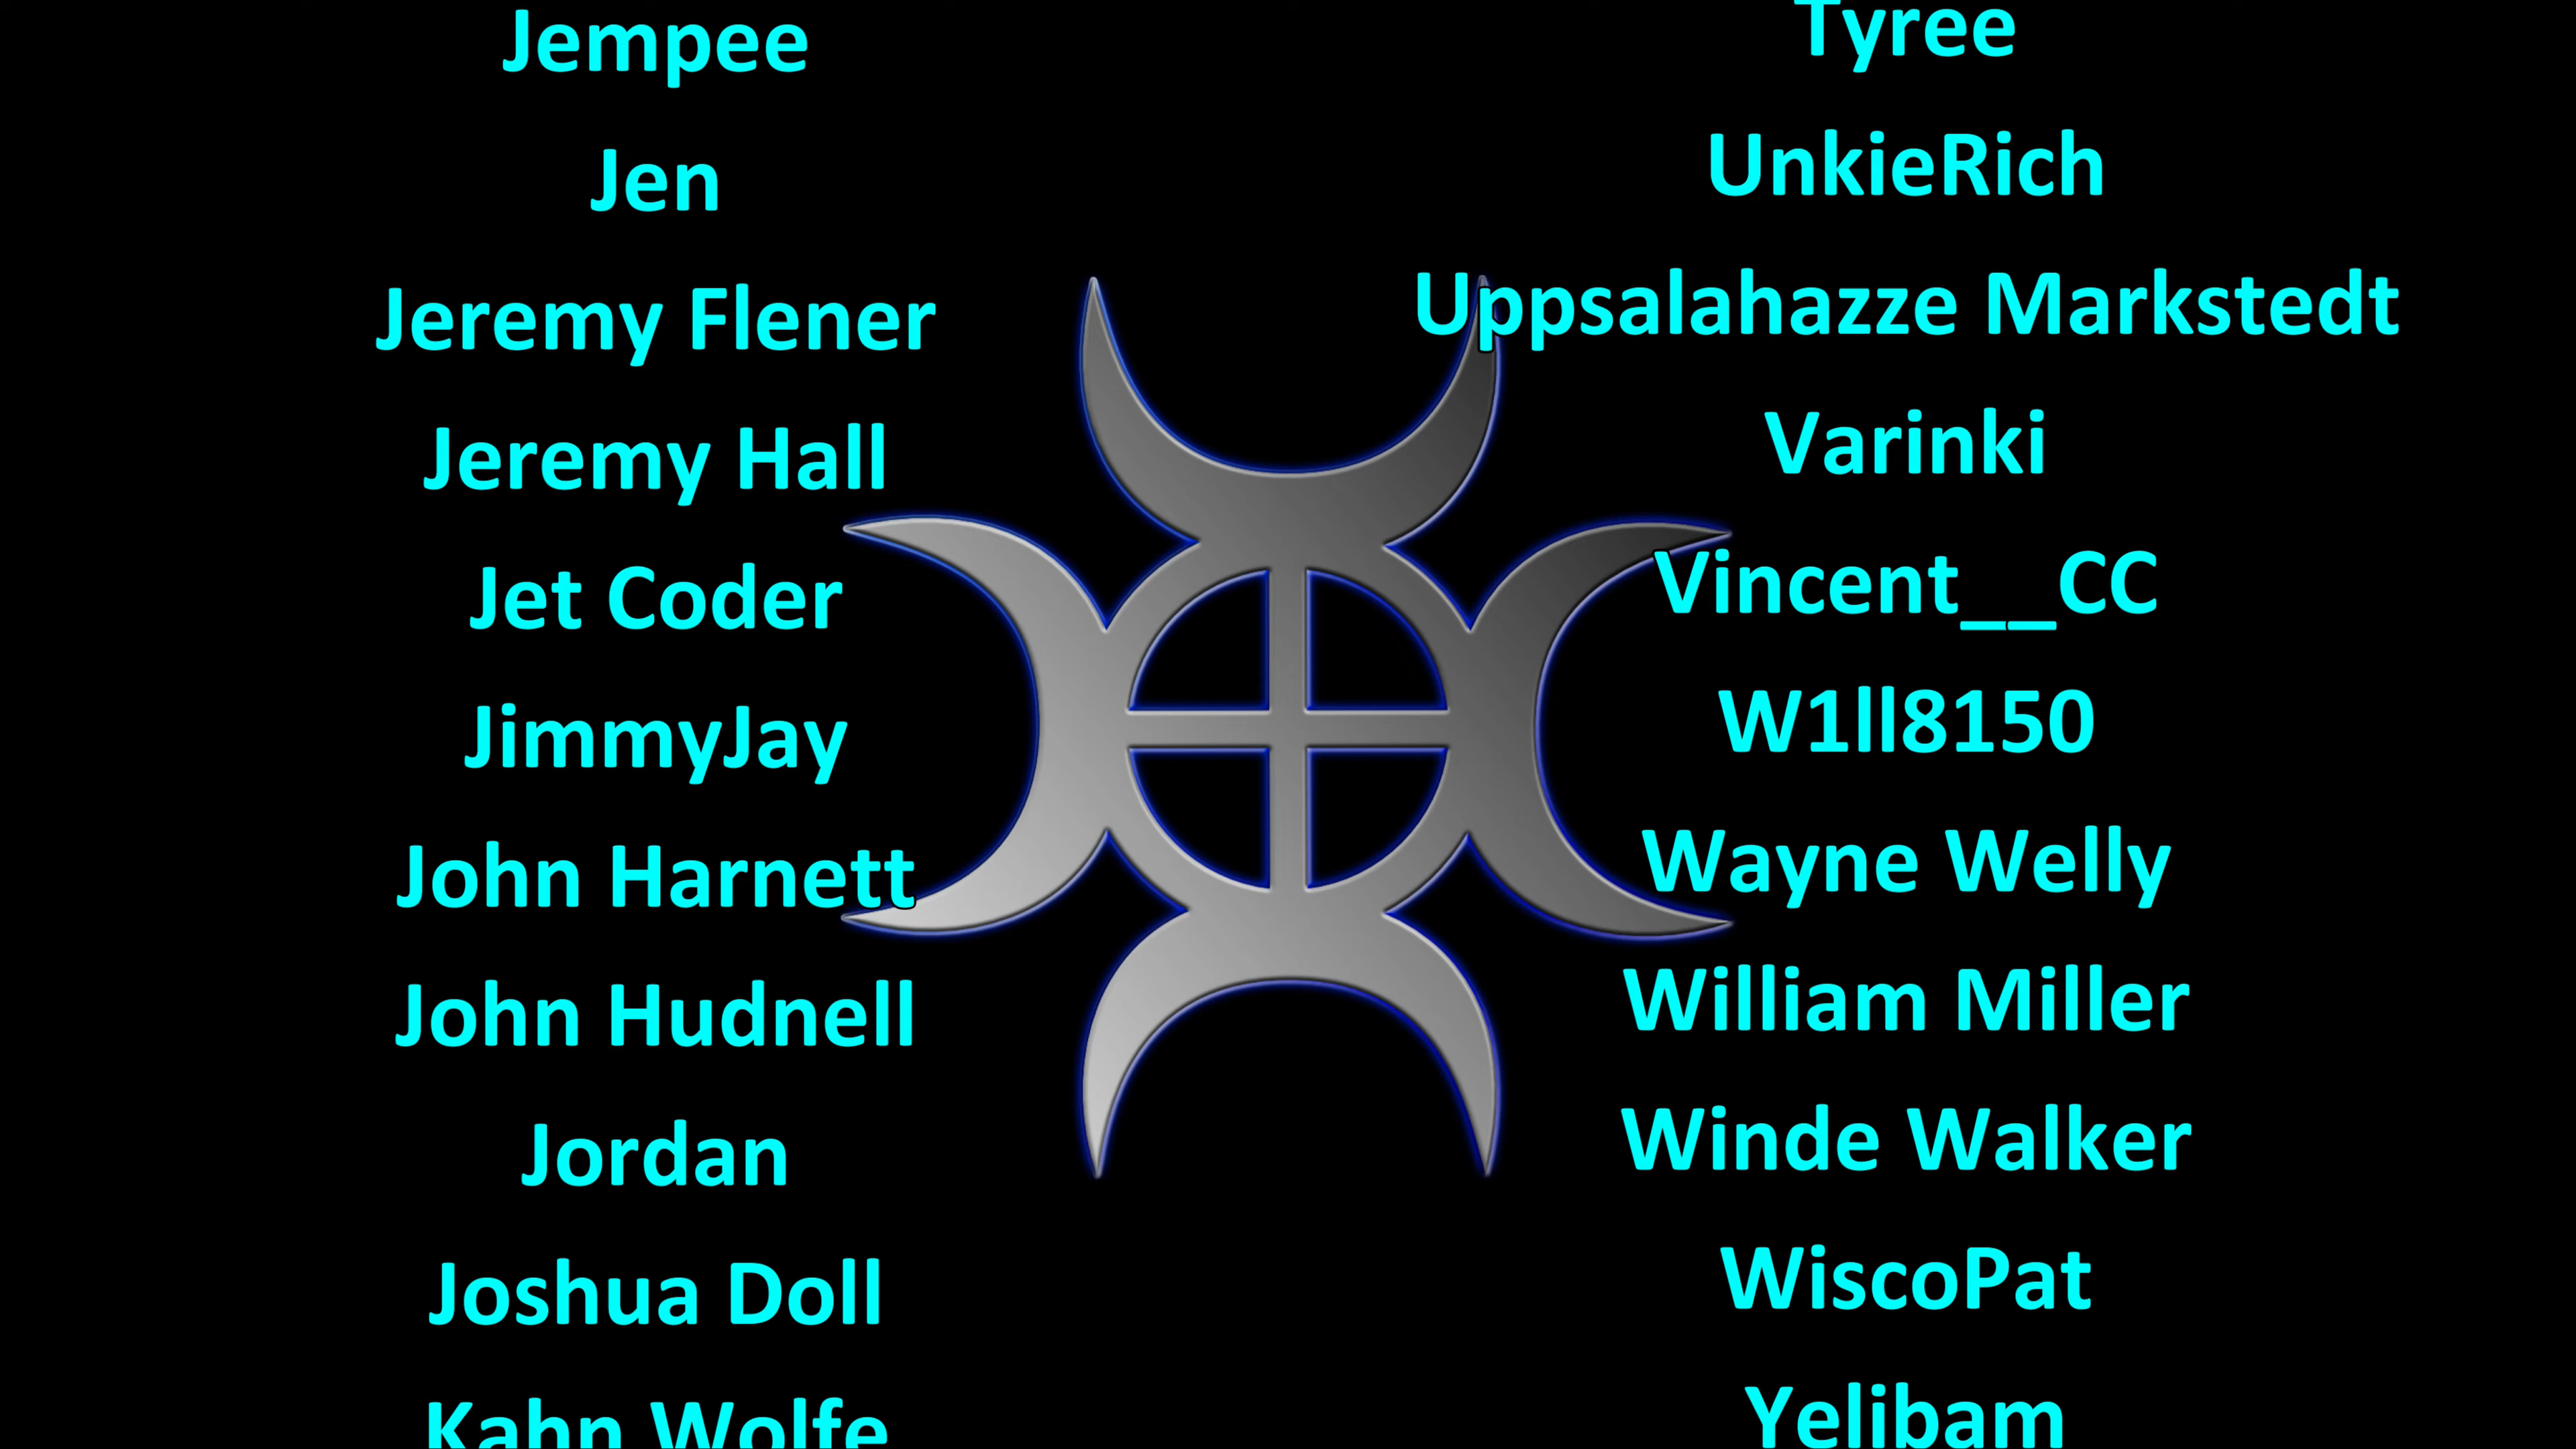 Jempee
Jen
Jeremy Flener
Jeremy Hall
Jet Coder
JimmyJay
John Harnett
John Hudnell
Jordan
Joshua Doll
Kahn Wolfe
Tyree
UnkieRich
Uppsalahazze Markstedt
Varinki
Vincent__CC
W1ll8150
Wayne Welly
William Miller
Winde Walker
WiscoPat
Yelibam